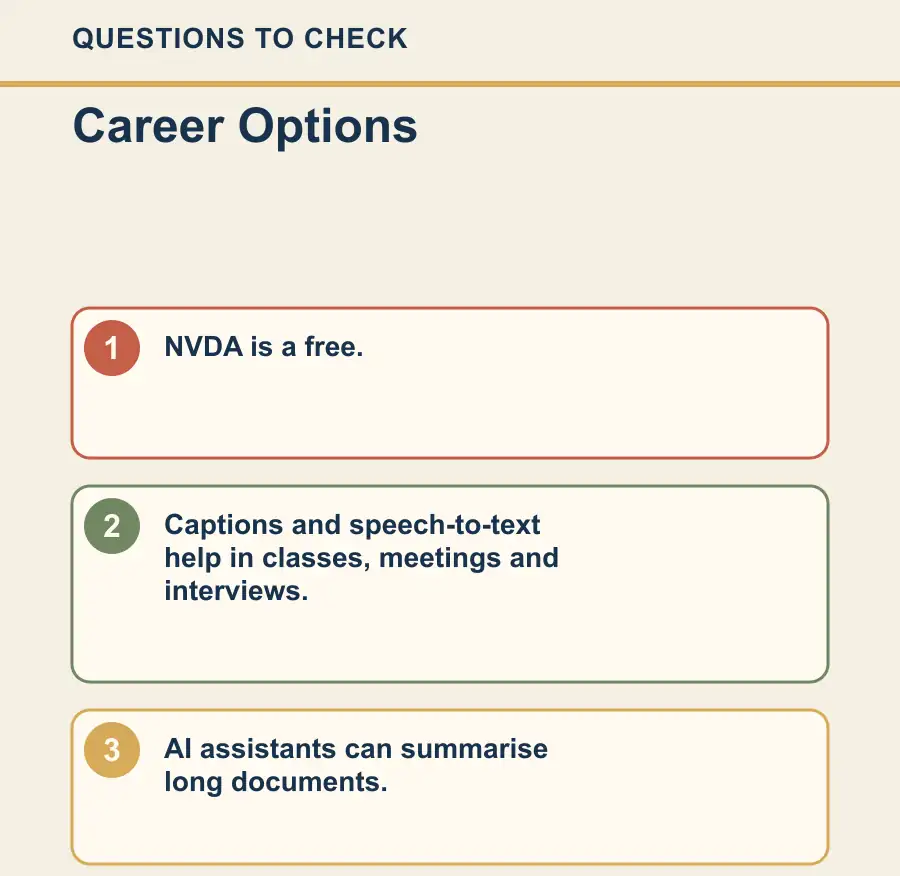 QUESTIONS TO CHECK
Career Options
1
NVDA is a free.
2
Captions and speech-to-text
help in classes, meetings and
interviews.
3
AI assistants can summarise
long documents.